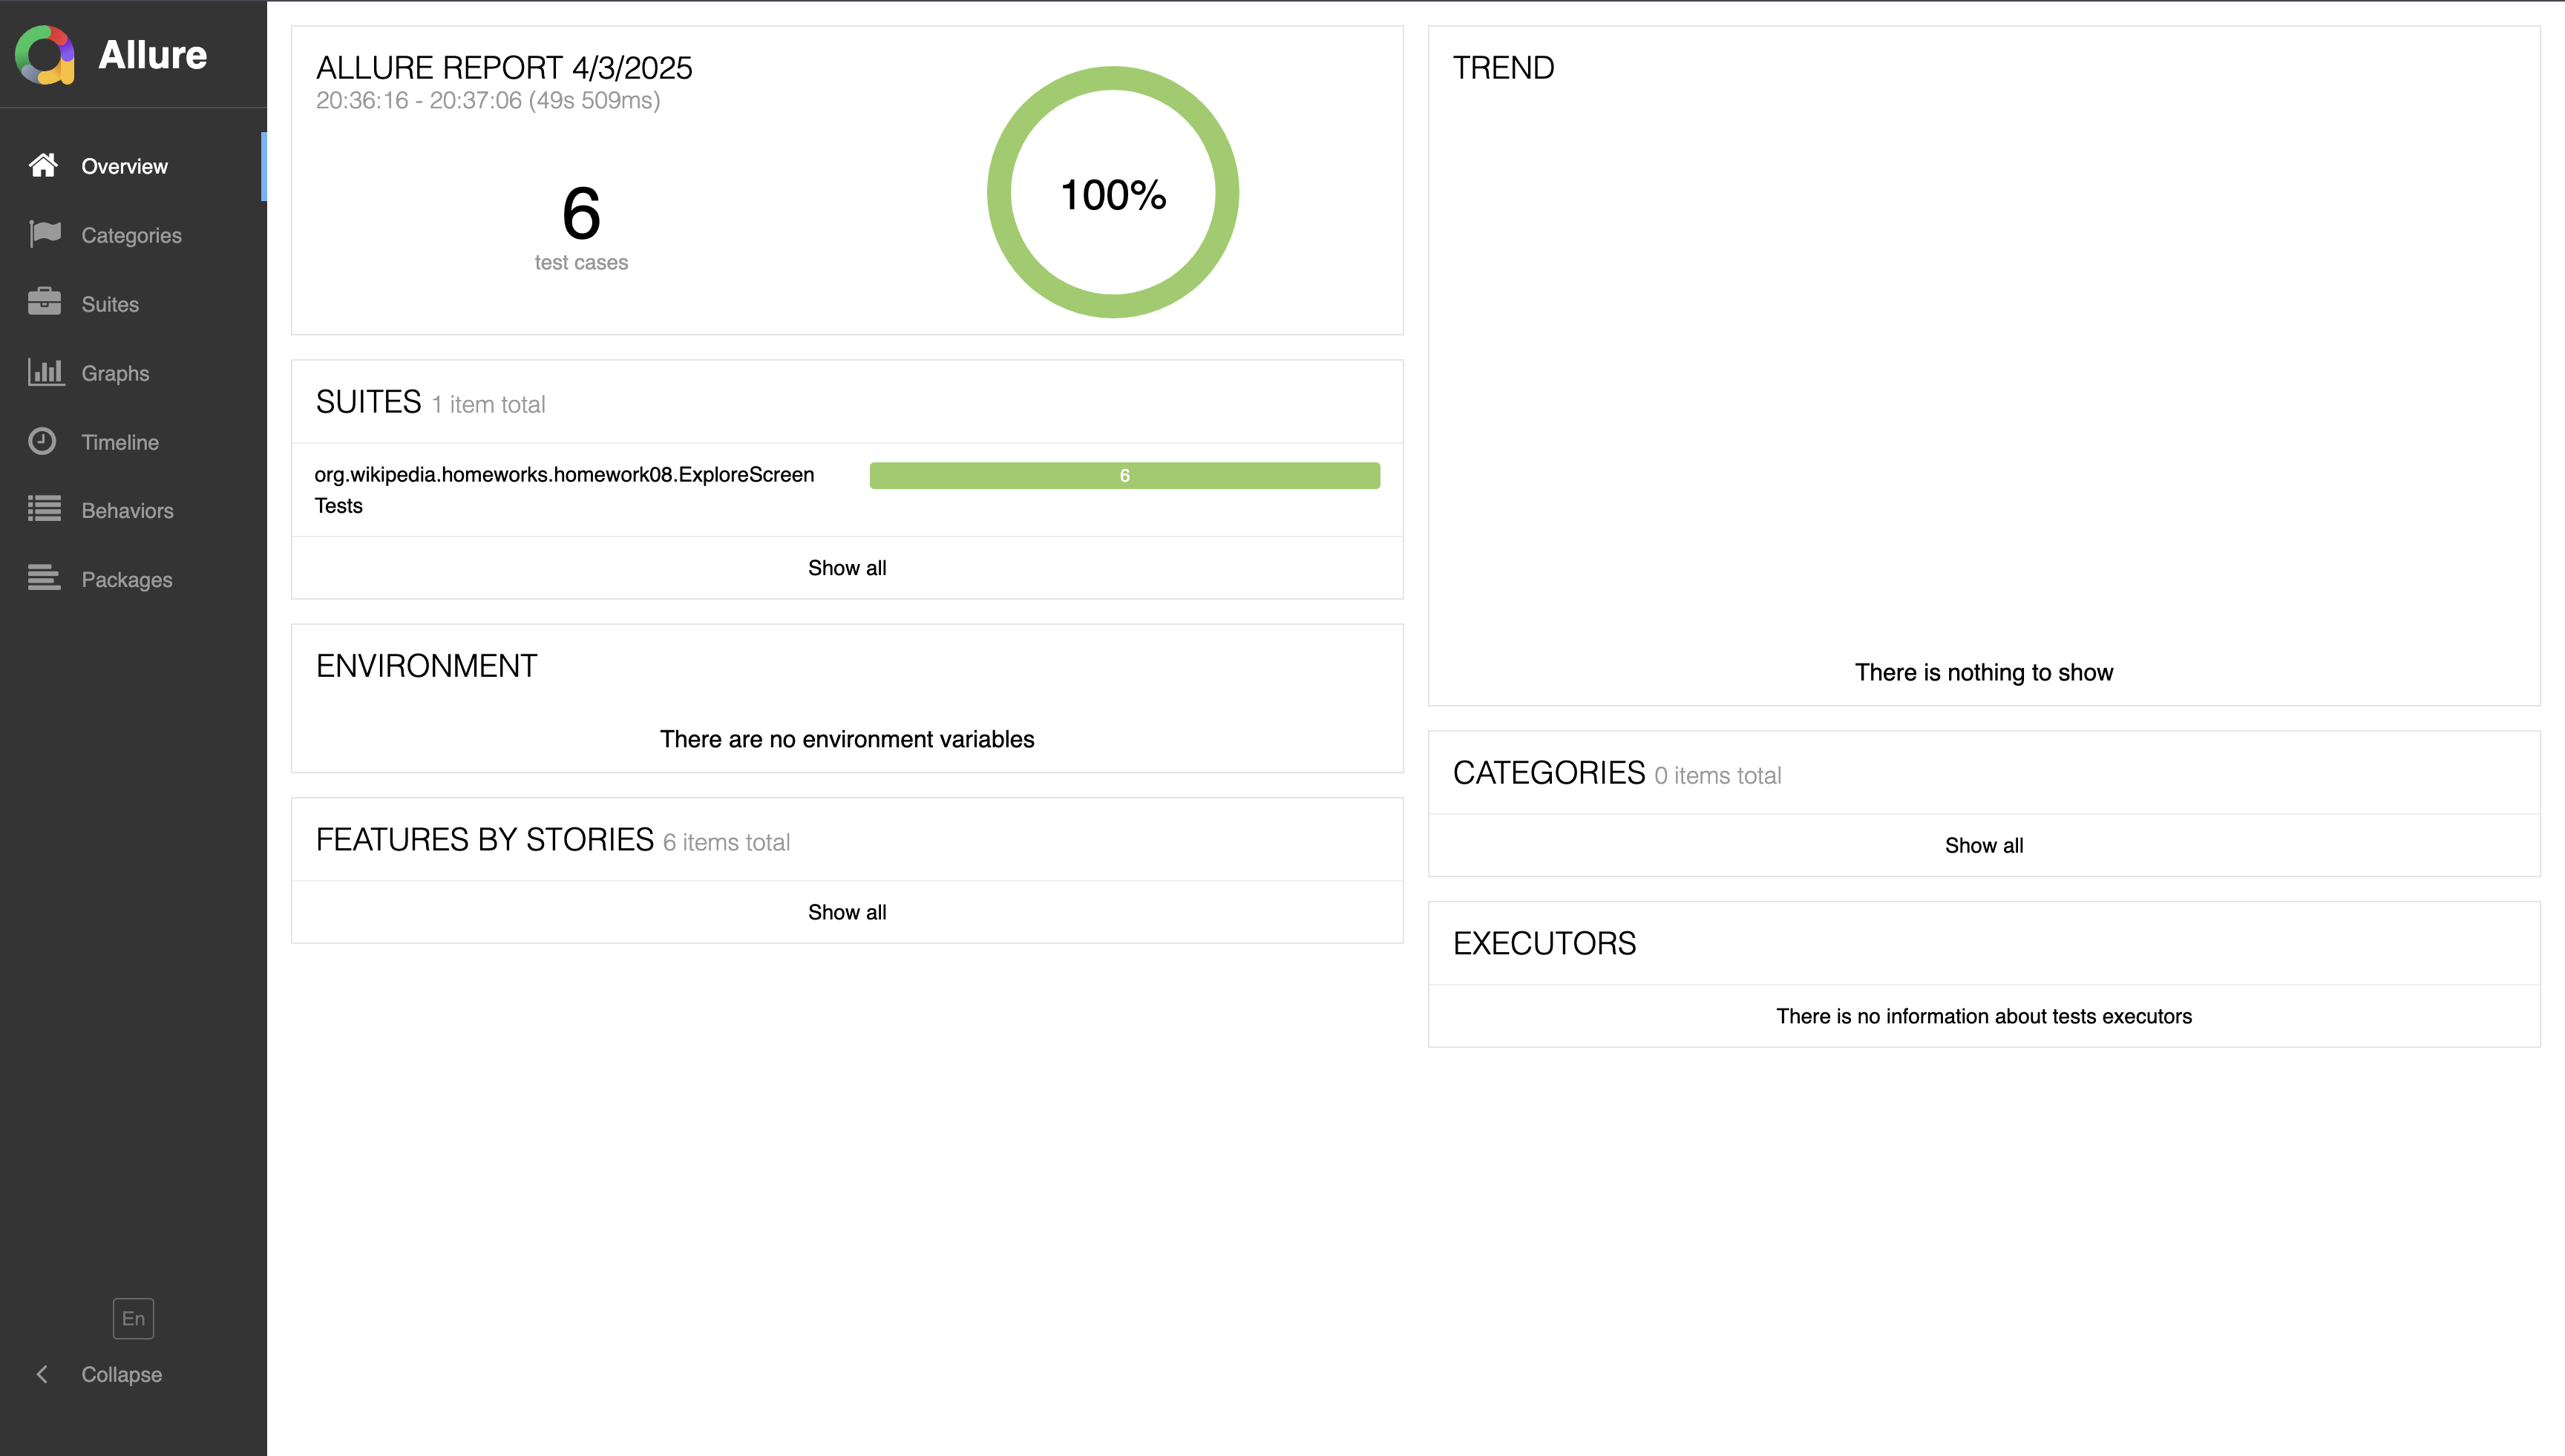 Allure
Overview
Categories
Suites
Graphs
Timeline
Behaviors
Packages
En
Collapse
ALLURE REPORT 4/3/2025
20:36:16 - 20:37:06 (49s 509ms)
6
test cases
100%
SUITES 1 item total
org.wikipedia.homeworks.homework08.ExploreScreen
Tests
6
Show all
ENVIRONMENT
There are no environment variables
FEATURES BY STORIES 6 items total
Show all
TREND
There is nothing to show
CATEGORIES 0 items total
Show all
EXECUTORS
There is no information about tests executors